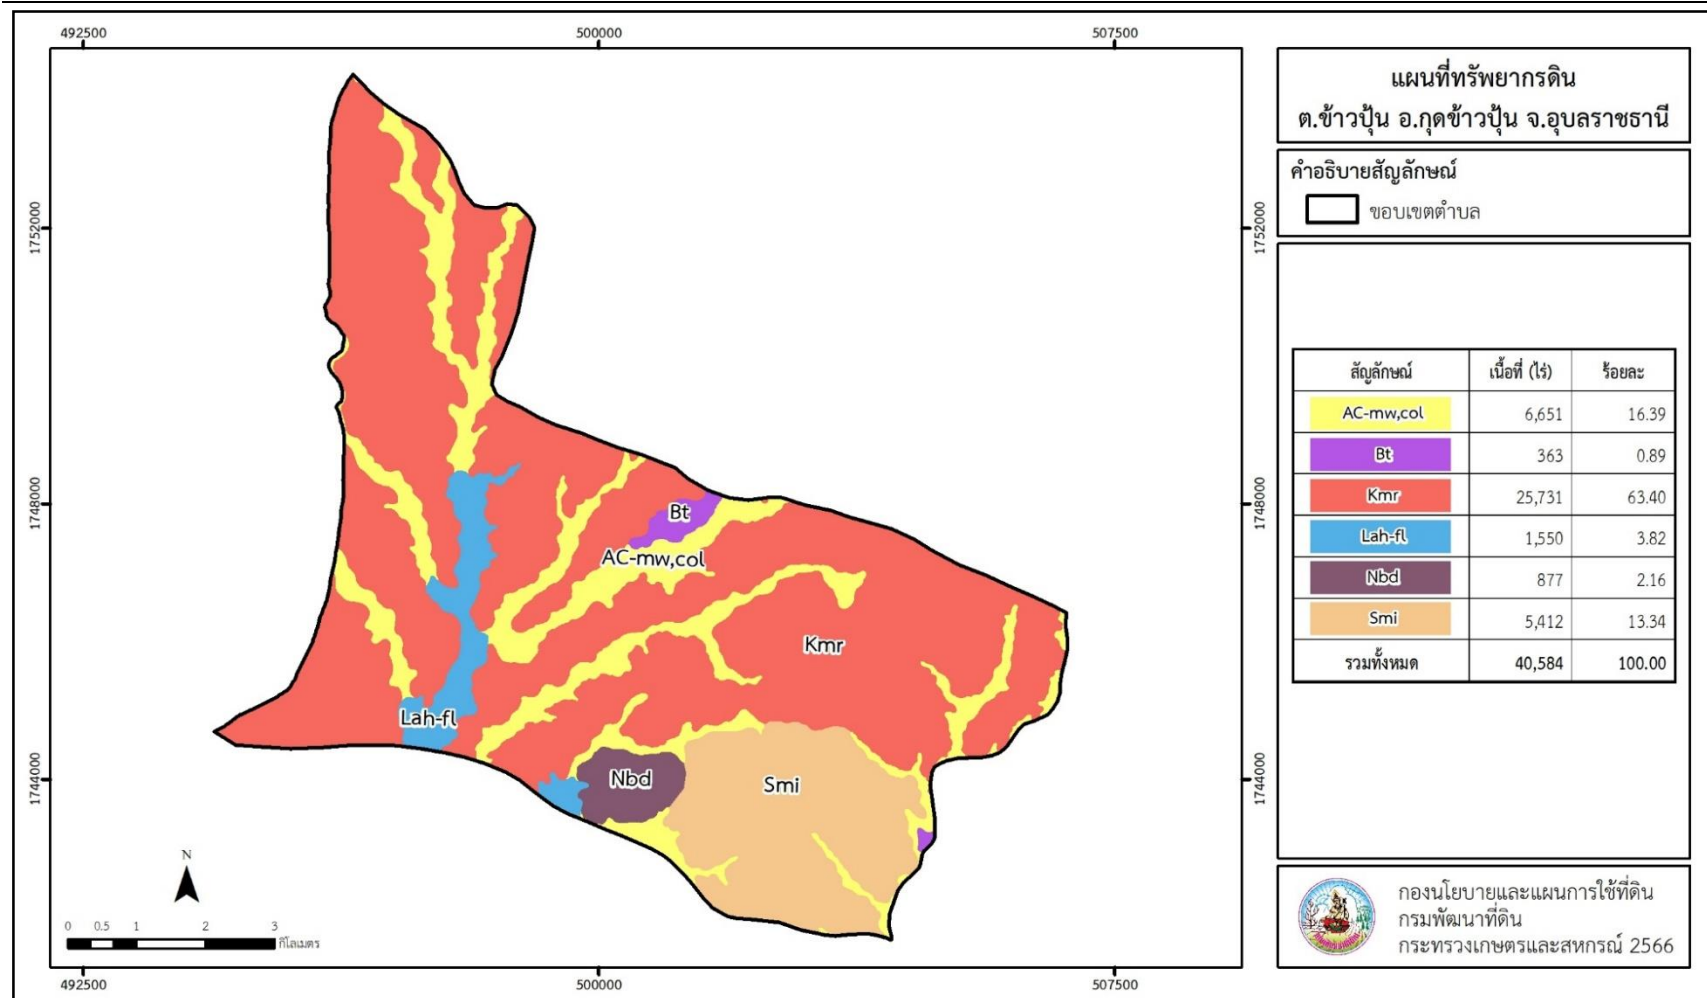 492500
500000
507500
แผนที่ทรัพยากรดิน
ต.ข้าวปุ้น อ.กุดข้าวปุ้น จ.อุบลราชธานี
คำอธิบายสัญลักษณ์
ขอบเขตตำบล
1752000
1752000
1748000
1748000
1744000
1744000
Bt
AC-mw,col
Kmr
Lah-fl
Nbd
Smi
สัญลักษณ์ เนื้อที่ (ไร่) ร้อยละ
AC-mw,col 6,651 16.39
Bt 363 0.89
Kmr 25,731 63.40
Lah-fl 1,550 3.82
Nbd 877 2.16
Smi 5,412 13.34
รวมทั้งหมด 40,584 100.00
N
0 0.5 1 2 3
กิโลเมตร
492500
500000
507500
กองนโยบายและแผนการใช้ที่ดิน
กรมพัฒนาที่ดิน
กระทรวงเกษตรและสหกรณ์ 2566